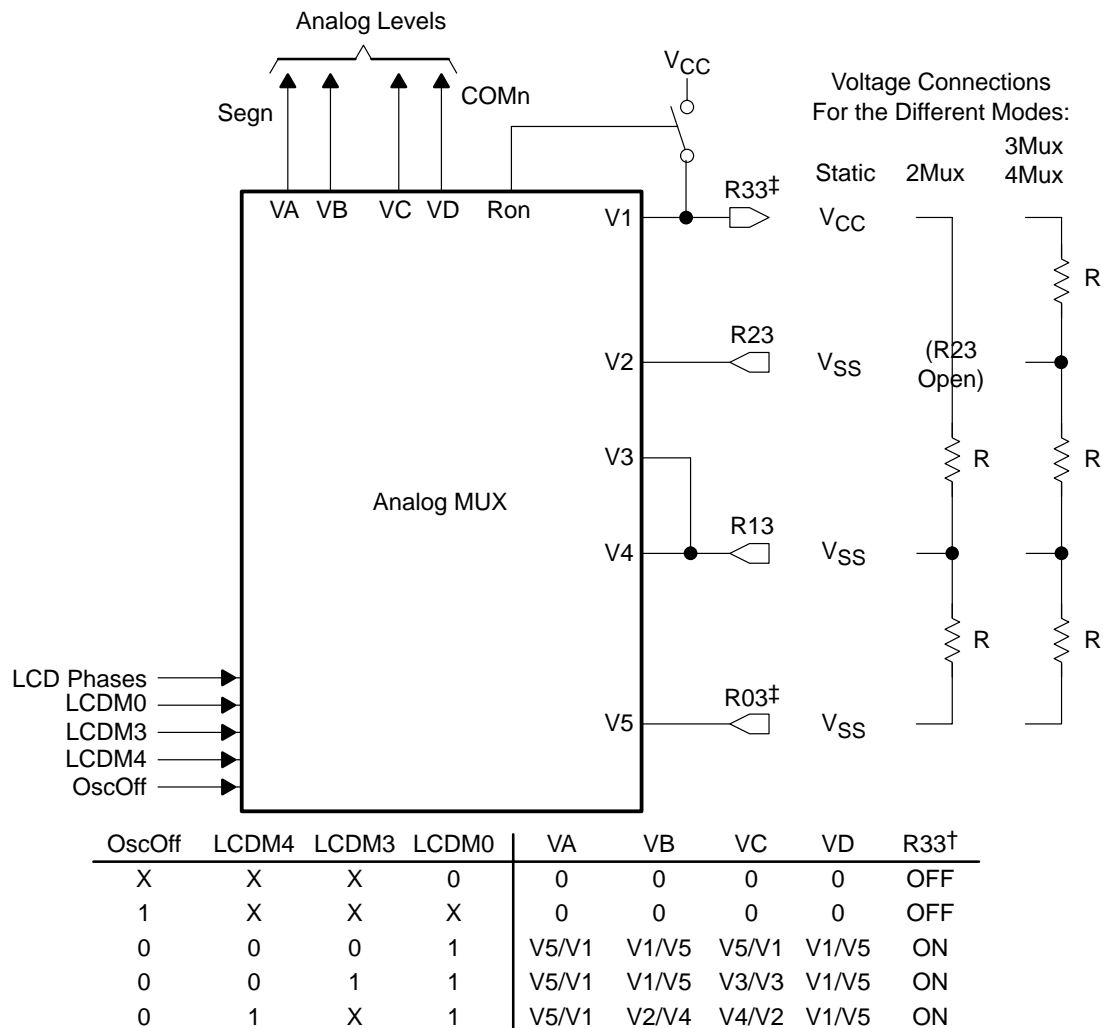 Analog Levels
Segn
COMn
VCC
Voltage Connections
For the Different Modes:
Static 2Mux 3Mux
4Mux
VA VB VC VD Ron
V1 R33‡ VCC
R
V2 R23 VSS (R23
Open)
V3
R R
Analog MUX
V4 R13 VSS
R R
LCD Phases
LCDM0
LCDM3
LCDM4
OscOff
V5 R03‡ VSS
OscOff LCDM4 LCDM3 LCDM0 VA VB VC VD R33†
X X X 0 0 0 0 0 OFF
1 X X X 0 0 0 0 OFF
0 0 0 1 V5/V1 V1/V5 V5/V1 V1/V5 ON
0 0 1 1 V5/V1 V1/V5 V3/V3 V1/V5 ON
0 1 X 1 V5/V1 V2/V4 V4/V2 V1/V5 ON